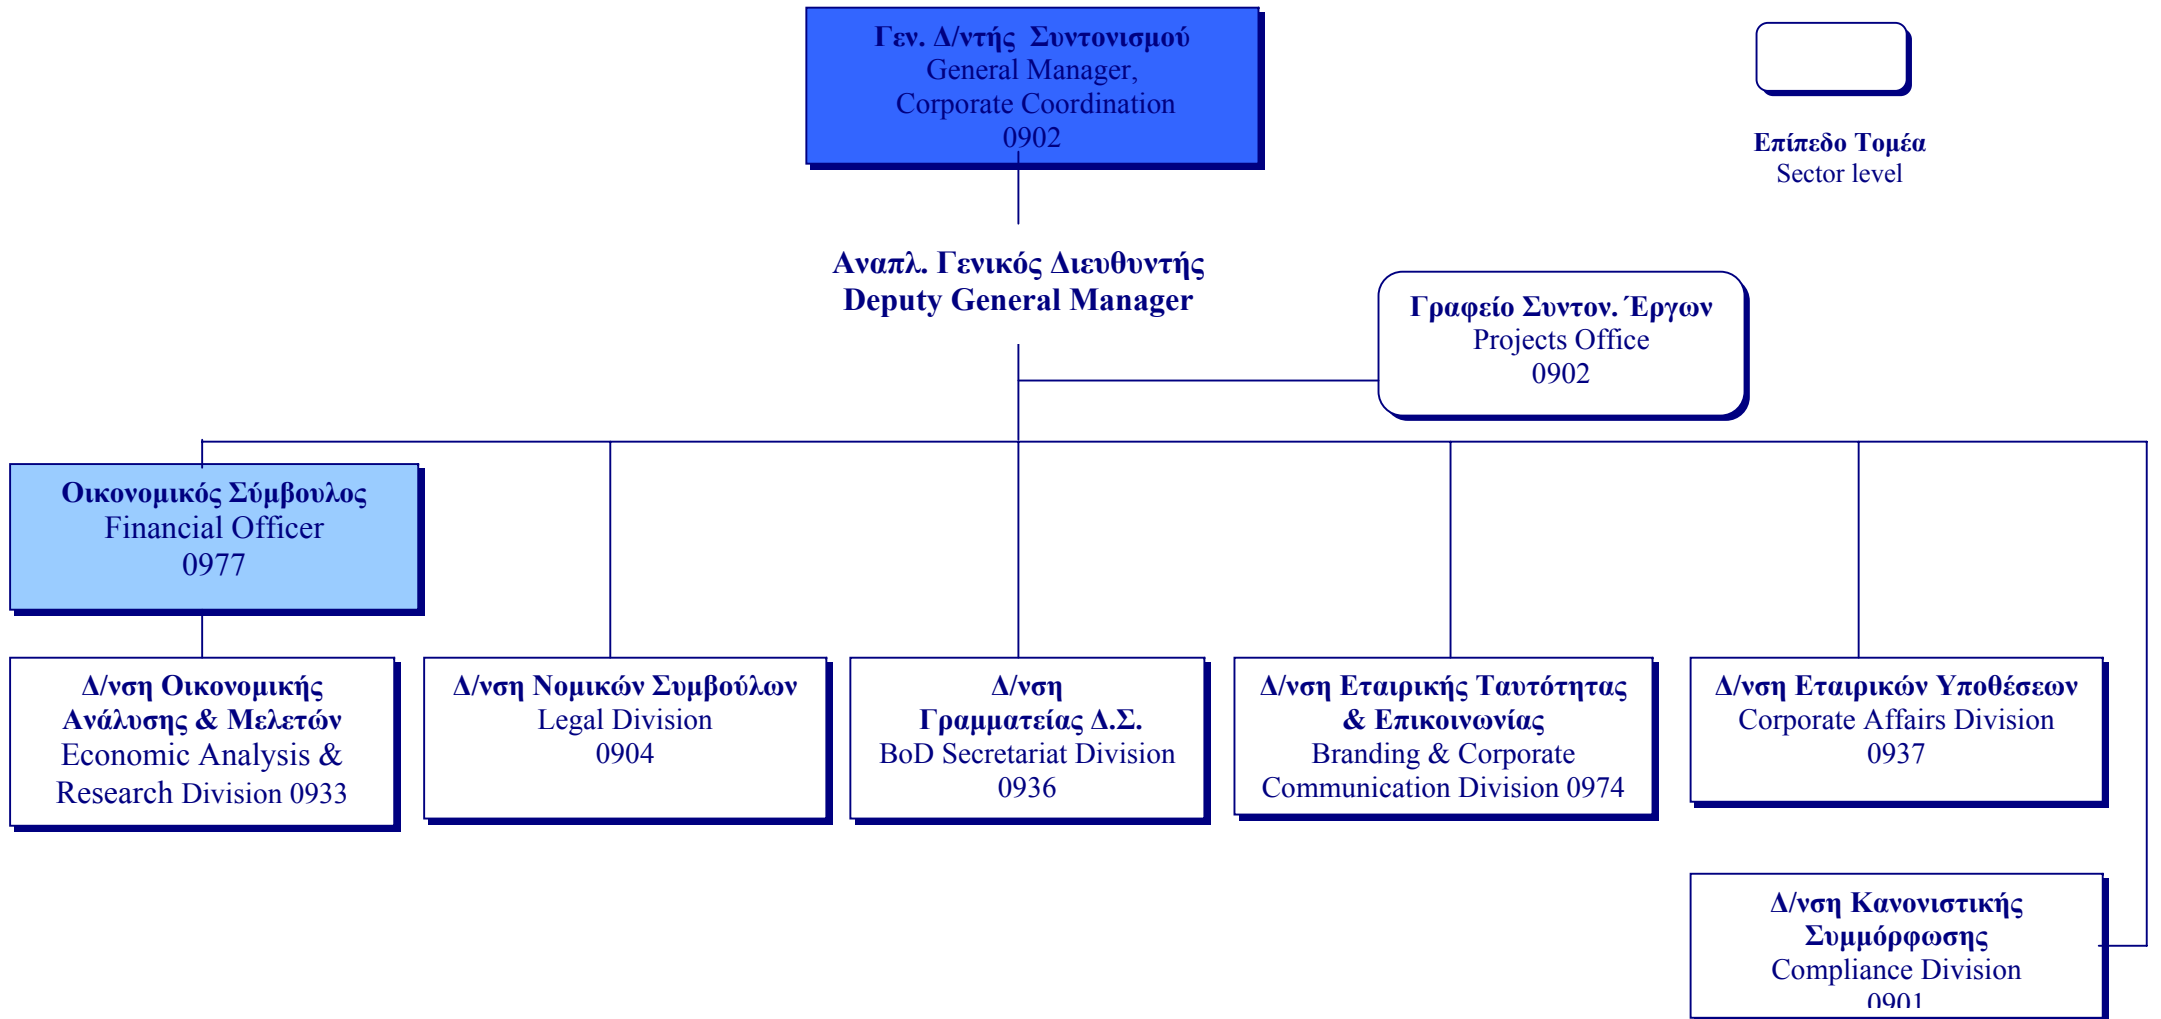 Γεν. Δ/ντής Συντονισμού
General Manager,
Corporate Coordination
0902
Επίπεδο Τομέα
Sector level
Αναπλ. Γενικός Διευθυντής
Deputy General Manager
Γραφείο Συντον. Έργων
Projects Office
0902
Οικονομικός Σύμβουλος
Financial Officer
0977
Δ/νση Οικονομικής
Ανάλυσης & Μελετών
Economic Analysis &
Research Division 0933
Δ/νση Νομικών Συμβούλων
Legal Division
0904
Δ/νση
Γραμματείας Δ.Σ.
BoD Secretariat Division
0936
Δ/νση Εταιρικής Ταυτότητας
& Επικοινωνίας
Branding & Corporate
Communication Division 0974
Δ/νση Εταιρικών Υποθέσεων
Corporate Affairs Division
0937
Δ/νση Κανονιστικής
Συμμόρφωσης
Compliance Division
0901